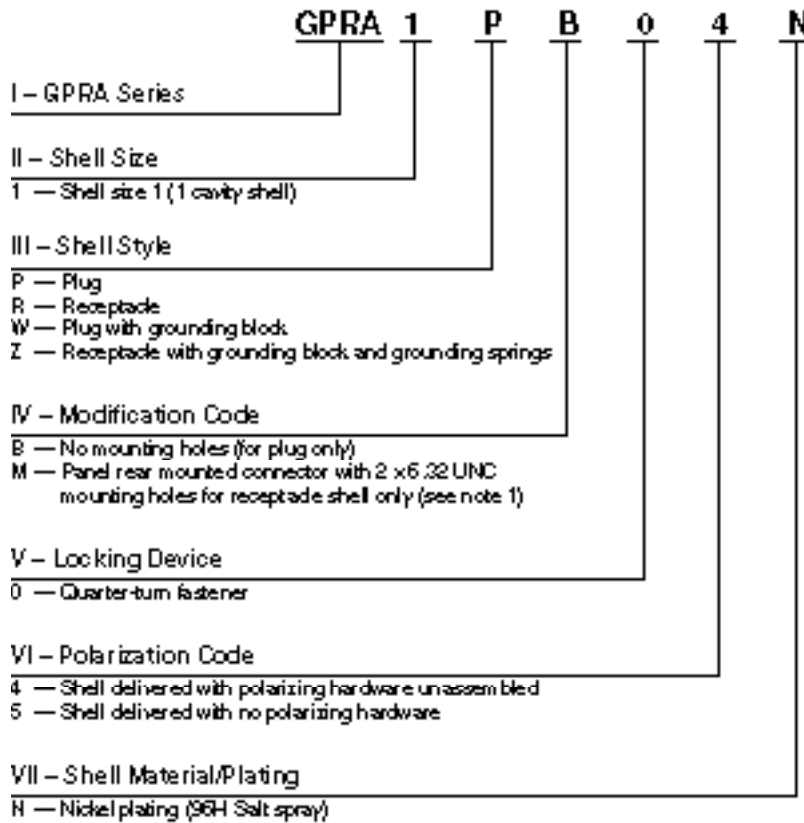 GPRA 1 P B 0 4 N
I – GPRA Series
II – Shell Size
1 — Shell size 1 (1 cavity shell)
III – Shell Style
P — Plug
R — Receptacle
W — Plug with grounding block
Z — Receptacle with grounding block and grounding springs
IV – Modification Code
B — No mounting holes (for plug only)
M — Panel rear mounted connector with 2 x 6.32 UNC
mounting holes for receptacle shell only (see note 1)
V – Locking Device
0 — Quarter-turn fastener
VI – Polarization Code
4 — Shell delivered with polarizing hardware unassembled
5 — Shell delivered with no polarizing hardware
VII – Shell Material/Plating
N — Nickel plating (96H Salt spray)